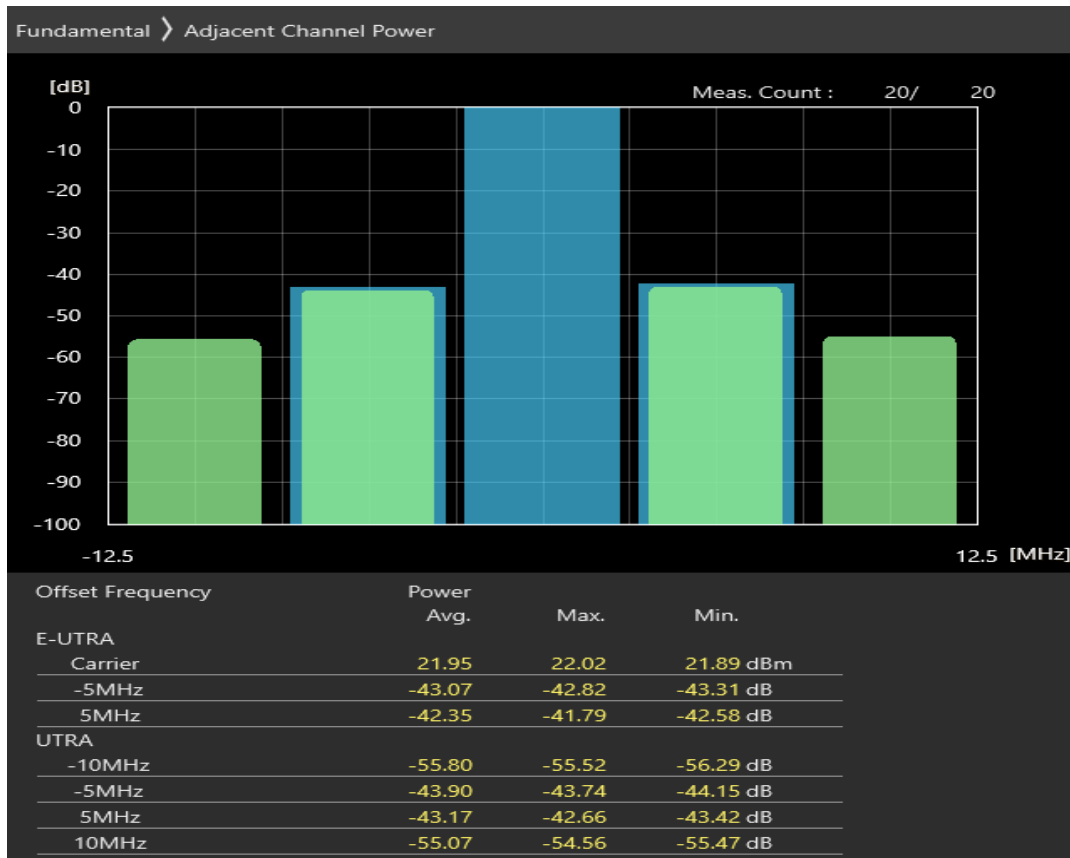 Fundamental ❯ Adjacent Channel Power
[dB]
Meas. Count : 20/ 20
0
-10
-20
-30
-40
-50
-60
-70
-80
-90
-100
-12.5 12.5 [MHz]
Offset Frequency Power
Avg. Max. Min.
E-UTRA
Carrier 21.95 22.02 21.89 dBm
-5MHz -43.07 -42.82 -43.31 dB
5MHz -42.35 -41.79 -42.58 dB
UTRA
-10MHz -55.80 -55.52 -56.29 dB
-5MHz -43.90 -43.74 -44.15 dB
5MHz -43.17 -42.66 -43.42 dB
10MHz -55.07 -54.56 -55.47 dB